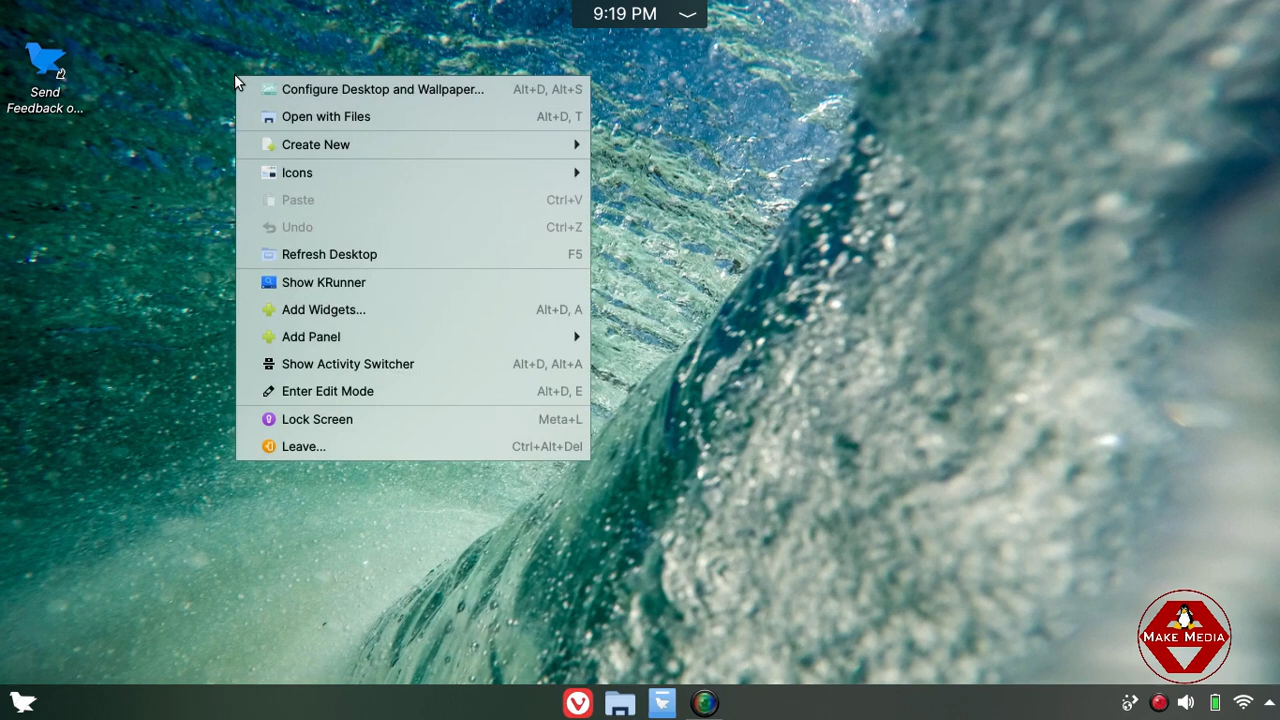 9:19 PM
Send
Feedback o...
Configure Desktop and Wallpaper... Alt+D, Alt+S
Open with Files Alt+D, T
Create New
Icons
Paste Ctrl+V
Undo Ctrl+Z
Refresh Desktop F5
Show KRunner
Add Widgets... Alt+D, A
Add Panel
Show Activity Switcher Alt+D, Alt+A
Enter Edit Mode Alt+D, E
Lock Screen Meta+L
Leave... Ctrl+Alt+Del
MAKE MEDIA